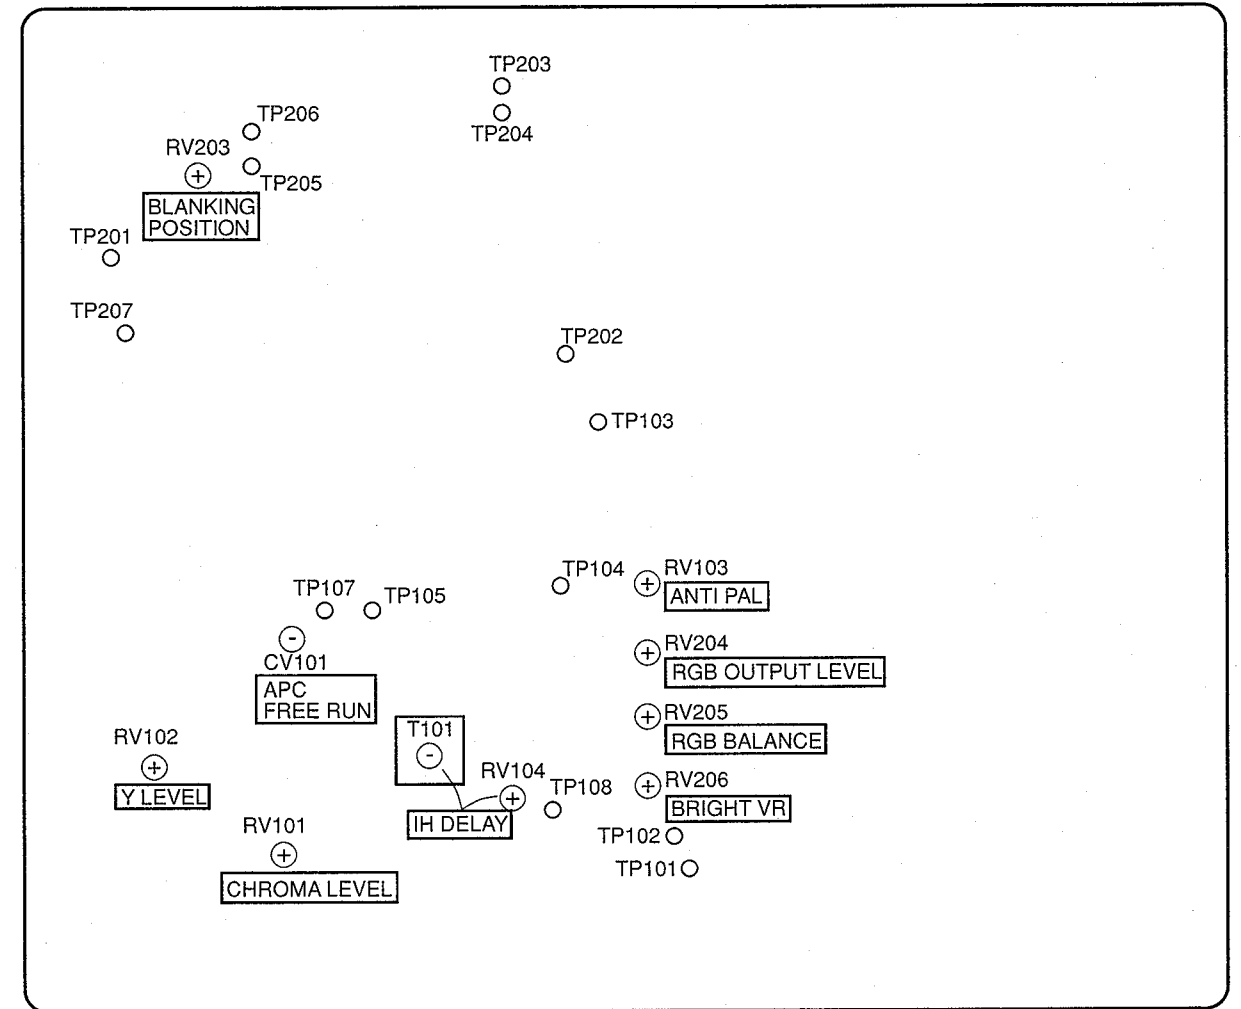 TP203
TP204
TP206
RV203
TP205
BLANKING
POSITION
TP201
TP207
TP202
TP103
TP104
RV103
ANTI PAL
TP107
TP105
CV101
APC
FREE RUN
RV204
RGB OUTPUT LEVEL
RV205
RGB BALANCE
T101
RV102
Y LEVEL
RV104
TP108
IH DELAY
RV206
BRIGHT VR
RV101
CHROMA LEVEL
TP102
TP101